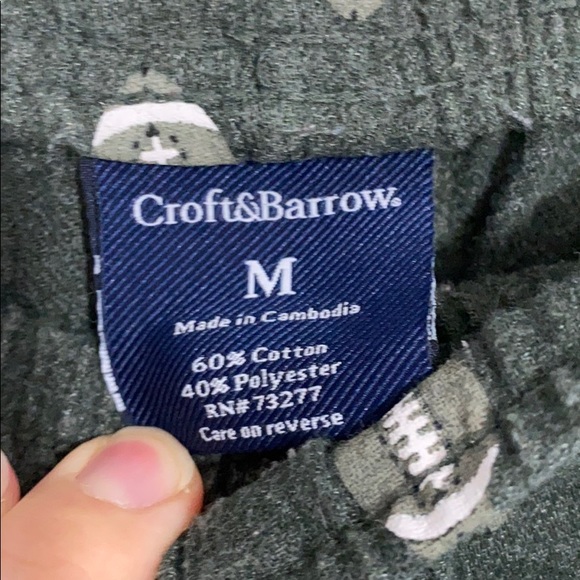 Croft&Barrow®
M
Made in Cambodia
60% Cotton
40% Polyester
RN# 73277
Care on reverse